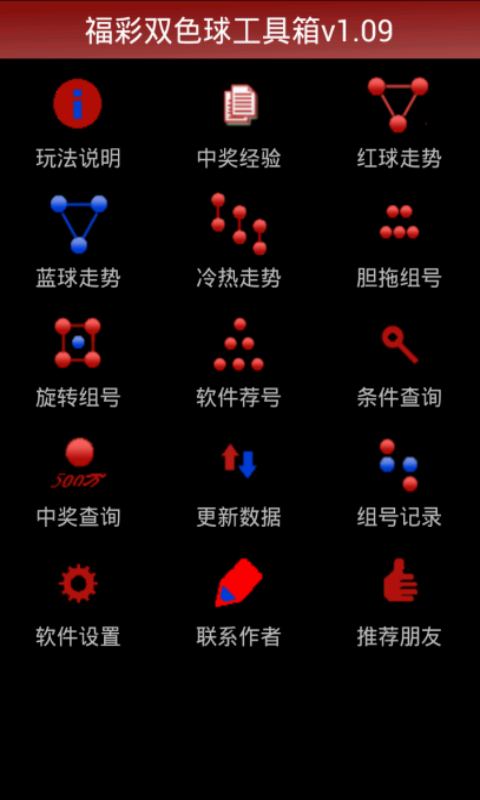 福彩双色球工具箱v1.09
玩法说明 中奖经验 红球走势
蓝球走势 冷热走势 胆拖组号
旋转组号 软件荐号 条件查询
500万
中奖查询 更新数据 组号记录
软件设置 联系作者 推荐朋友